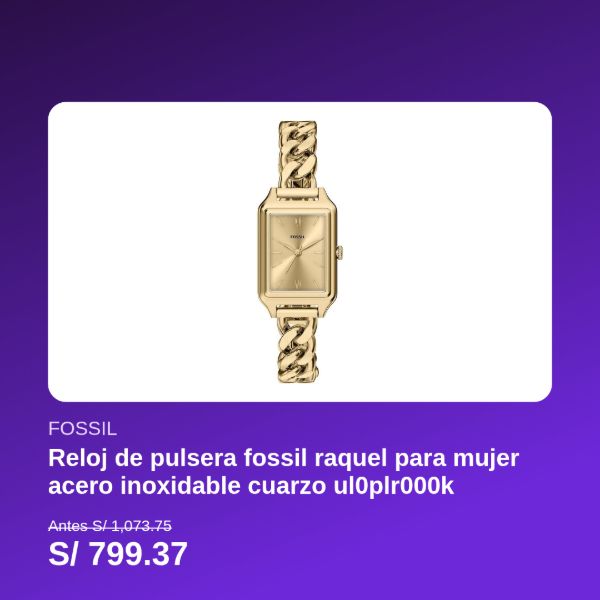 FOSSIL
FOSSIL
Reloj de pulsera fossil raquel para mujer
acero inoxidable cuarzo ul0plr000k
Antes S/ 1,073.75
S/ 799.37